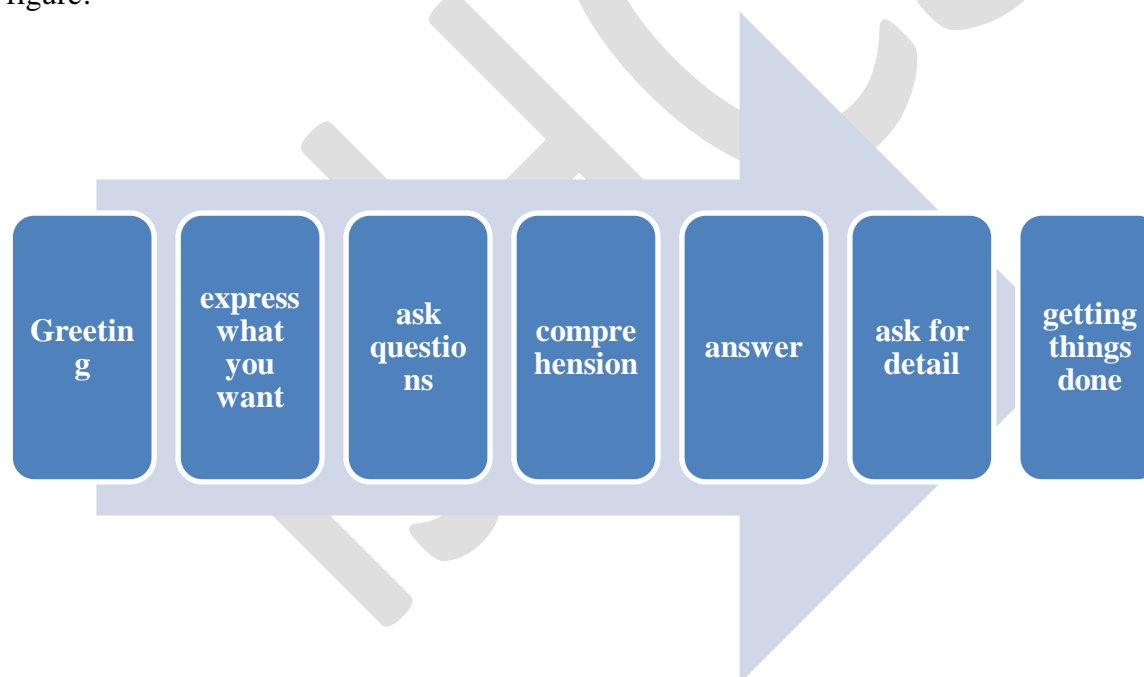 figure:
Greetin
g
express
what
you
want
ask
questio
ns
compre
hension
answer
ask for
detail
getting
things
done